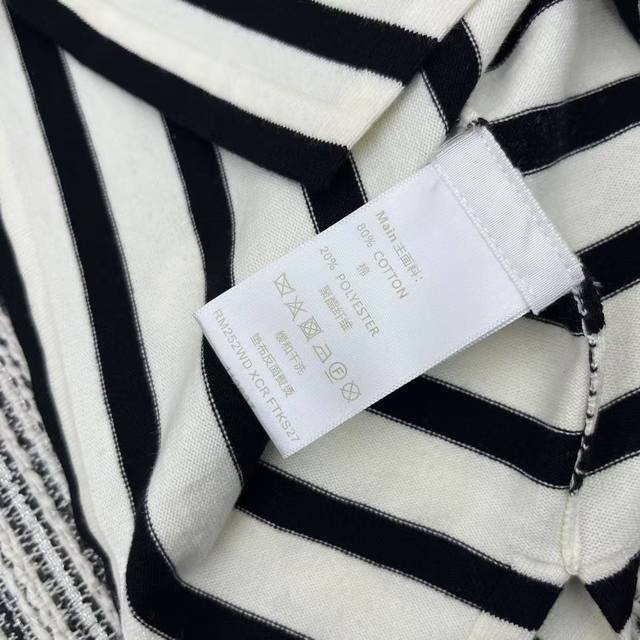 Main:主面料:
80% COTTON
棉
20% POLYESTER
聚酯纤维
RM252WD XCR FTKS27